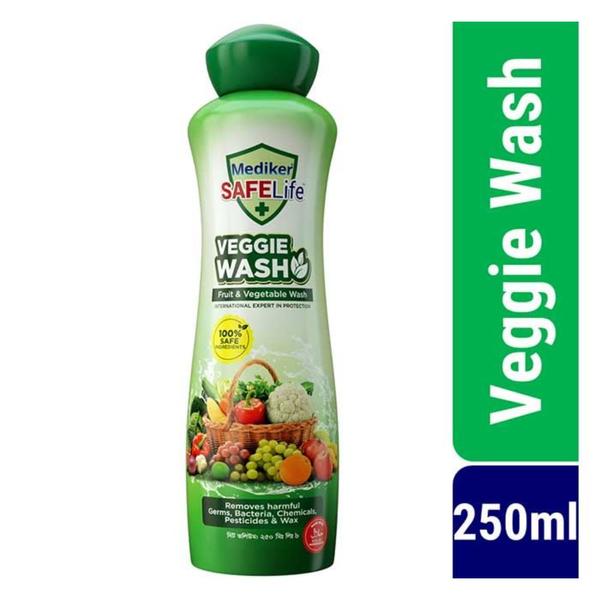 Mediker
SAFELife
VEGGIE
WASH
Fruit & Vegetable Wash
INTERNATIONAL EXPERT IN PROTECTION
100%
SAFE
INGREDIENTS
Removes harmful
Germs, Bacteria, Chemicals,
Pesticides & Wax
Veggie Wash
250ml